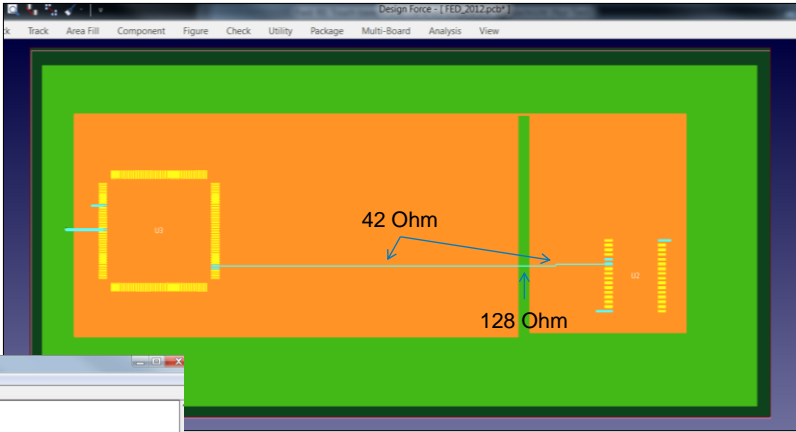 Design Force - [ FED_2012.pcb* ]
Track Area Fill Component Figure Check Utility Package Multi-Board Analysis View
U3
42 Ohm
U2
128 Ohm